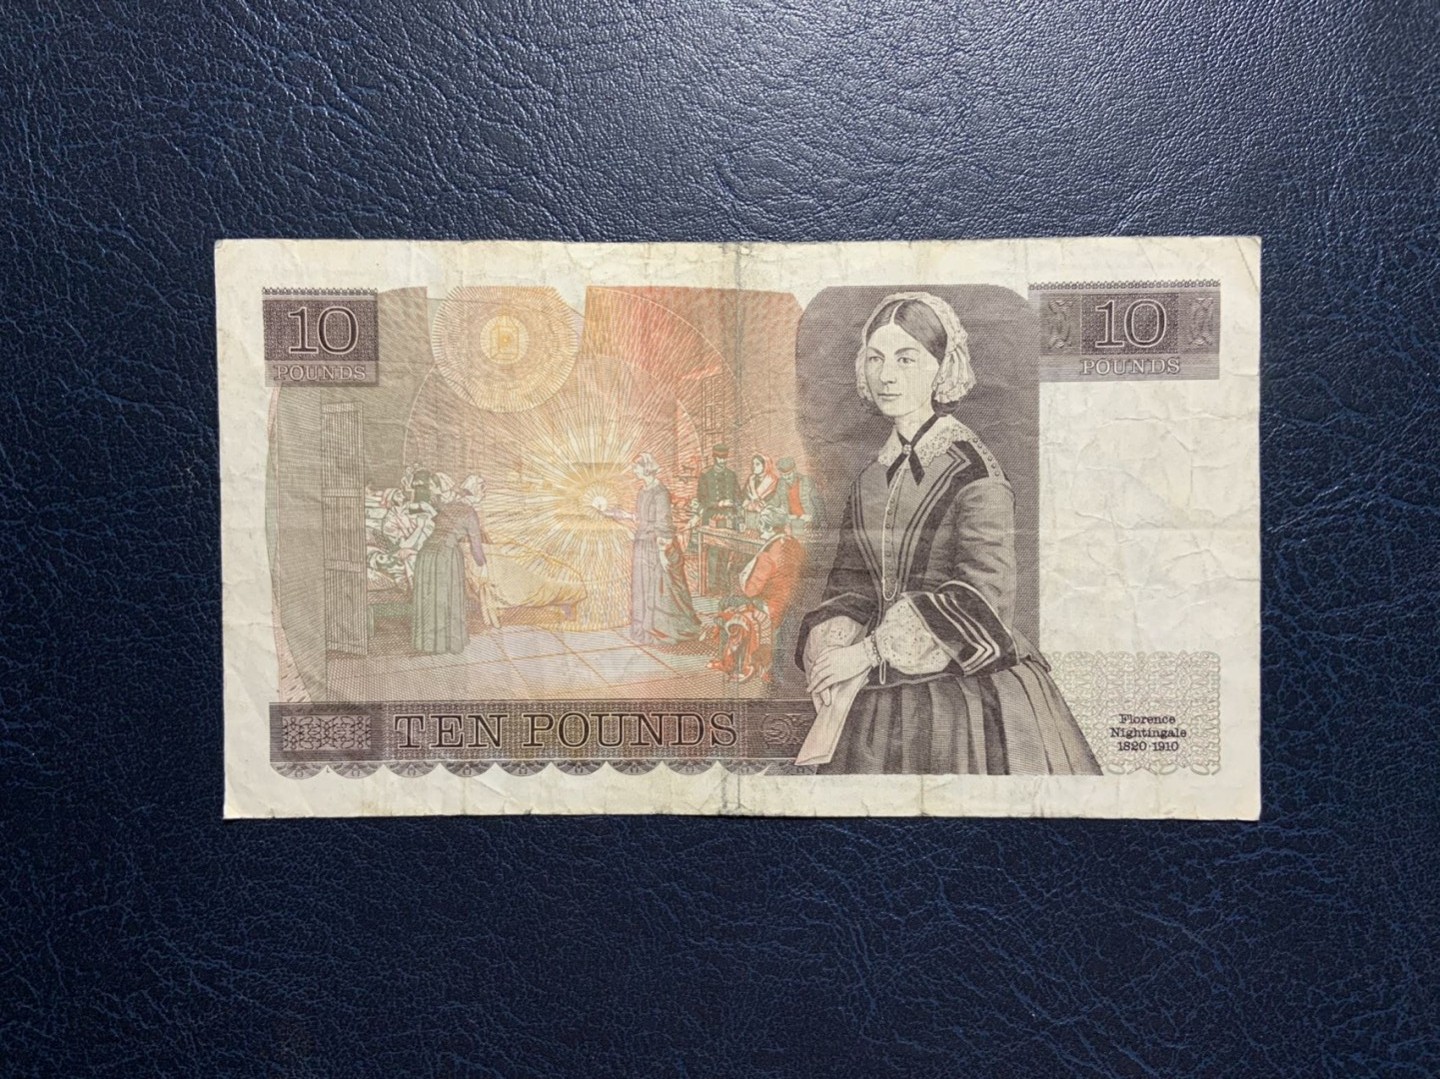 10
POUNDS
10
POUNDS
TEN POUNDS
Florence
Nightingale
1820·1910